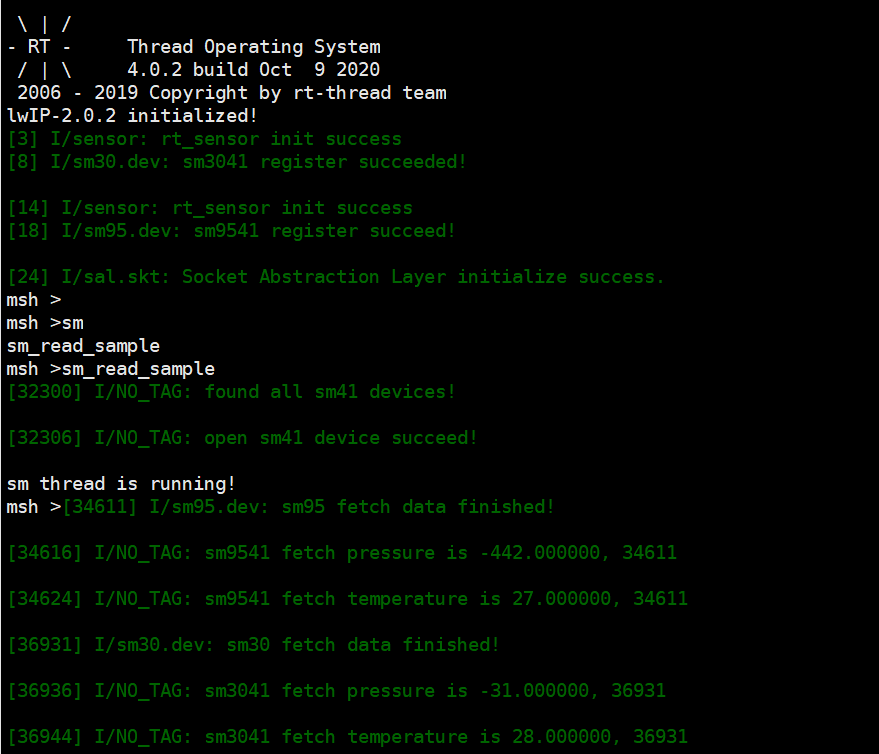 \ | /
- RT -     Thread Operating System
 / | \     4.0.2 build Oct  9 2020
 2006 - 2019 Copyright by rt-thread team
lwIP-2.0.2 initialized!
[3] I/sensor: rt_sensor init success
[8] I/sm30.dev: sm3041 register succeeded!
[14] I/sensor: rt_sensor init success
[18] I/sm95.dev: sm9541 register succeed!
[24] I/sal.skt: Socket Abstraction Layer initialize success.
msh >
msh >sm
sm_read_sample
msh >sm_read_sample
[32300] I/NO_TAG: found all sm41 devices!
[32306] I/NO_TAG: open sm41 device succeed!
sm thread is running!
msh >[34611] I/sm95.dev: sm95 fetch data finished!
[34616] I/NO_TAG: sm9541 fetch pressure is -442.000000, 34611
[34624] I/NO_TAG: sm9541 fetch temperature is 27.000000, 34611
[36931] I/sm30.dev: sm30 fetch data finished!
[36936] I/NO_TAG: sm3041 fetch pressure is -31.000000, 36931
[36944] I/NO_TAG: sm3041 fetch temperature is 28.000000, 36931